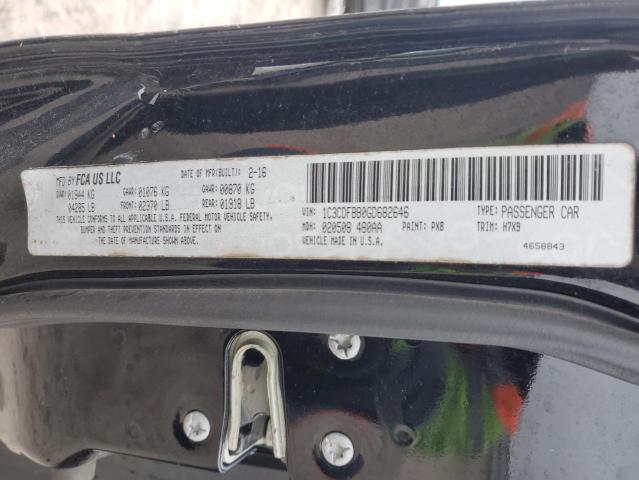 MFD BY FCA US LLC DATE OF MFR(BUILT): 2-16
GVWR: 01944 KG GAWR: 01076 KG GAWR: 00870 KG
04285 LB FRONT: 02370 LB REAR: 01918 LB
THIS VEHICLE CONFORMS TO ALL APPLICABLE FEDERAL MOTOR VEHICLE SAFETY,
BUMPER AND THEFT PREVENTION STANDARDS IN EFFECT ON
THE DATE OF MANUFACTURE SHOWN ABOVE.
VIN: 1C3CDFBB0GD682646 TYPE: PASSENGER CAR
MDH: 020508 480AA PAINT: PX8 TRIM: H7X9
VEHICLE MADE IN U.S.A. 4658843